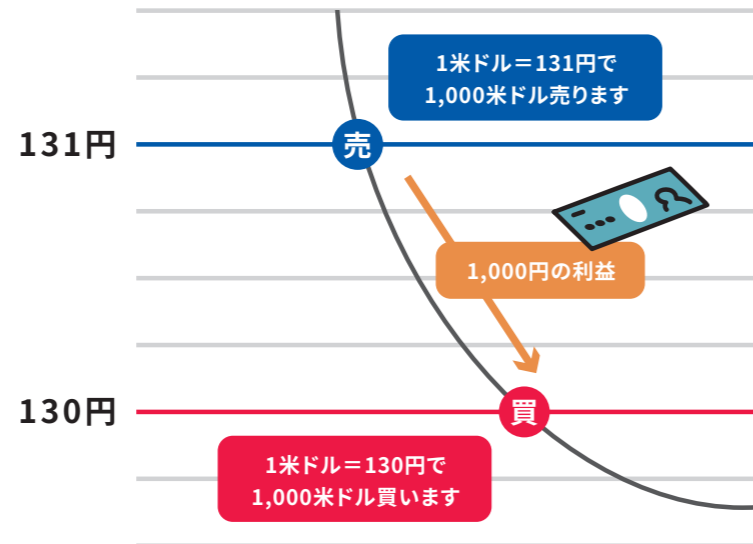 1米ドル＝131円で
1,000米ドル売ります
131円
売
1,000円の利益
130円
買
1米ドル＝130円で
1,000米ドル買います